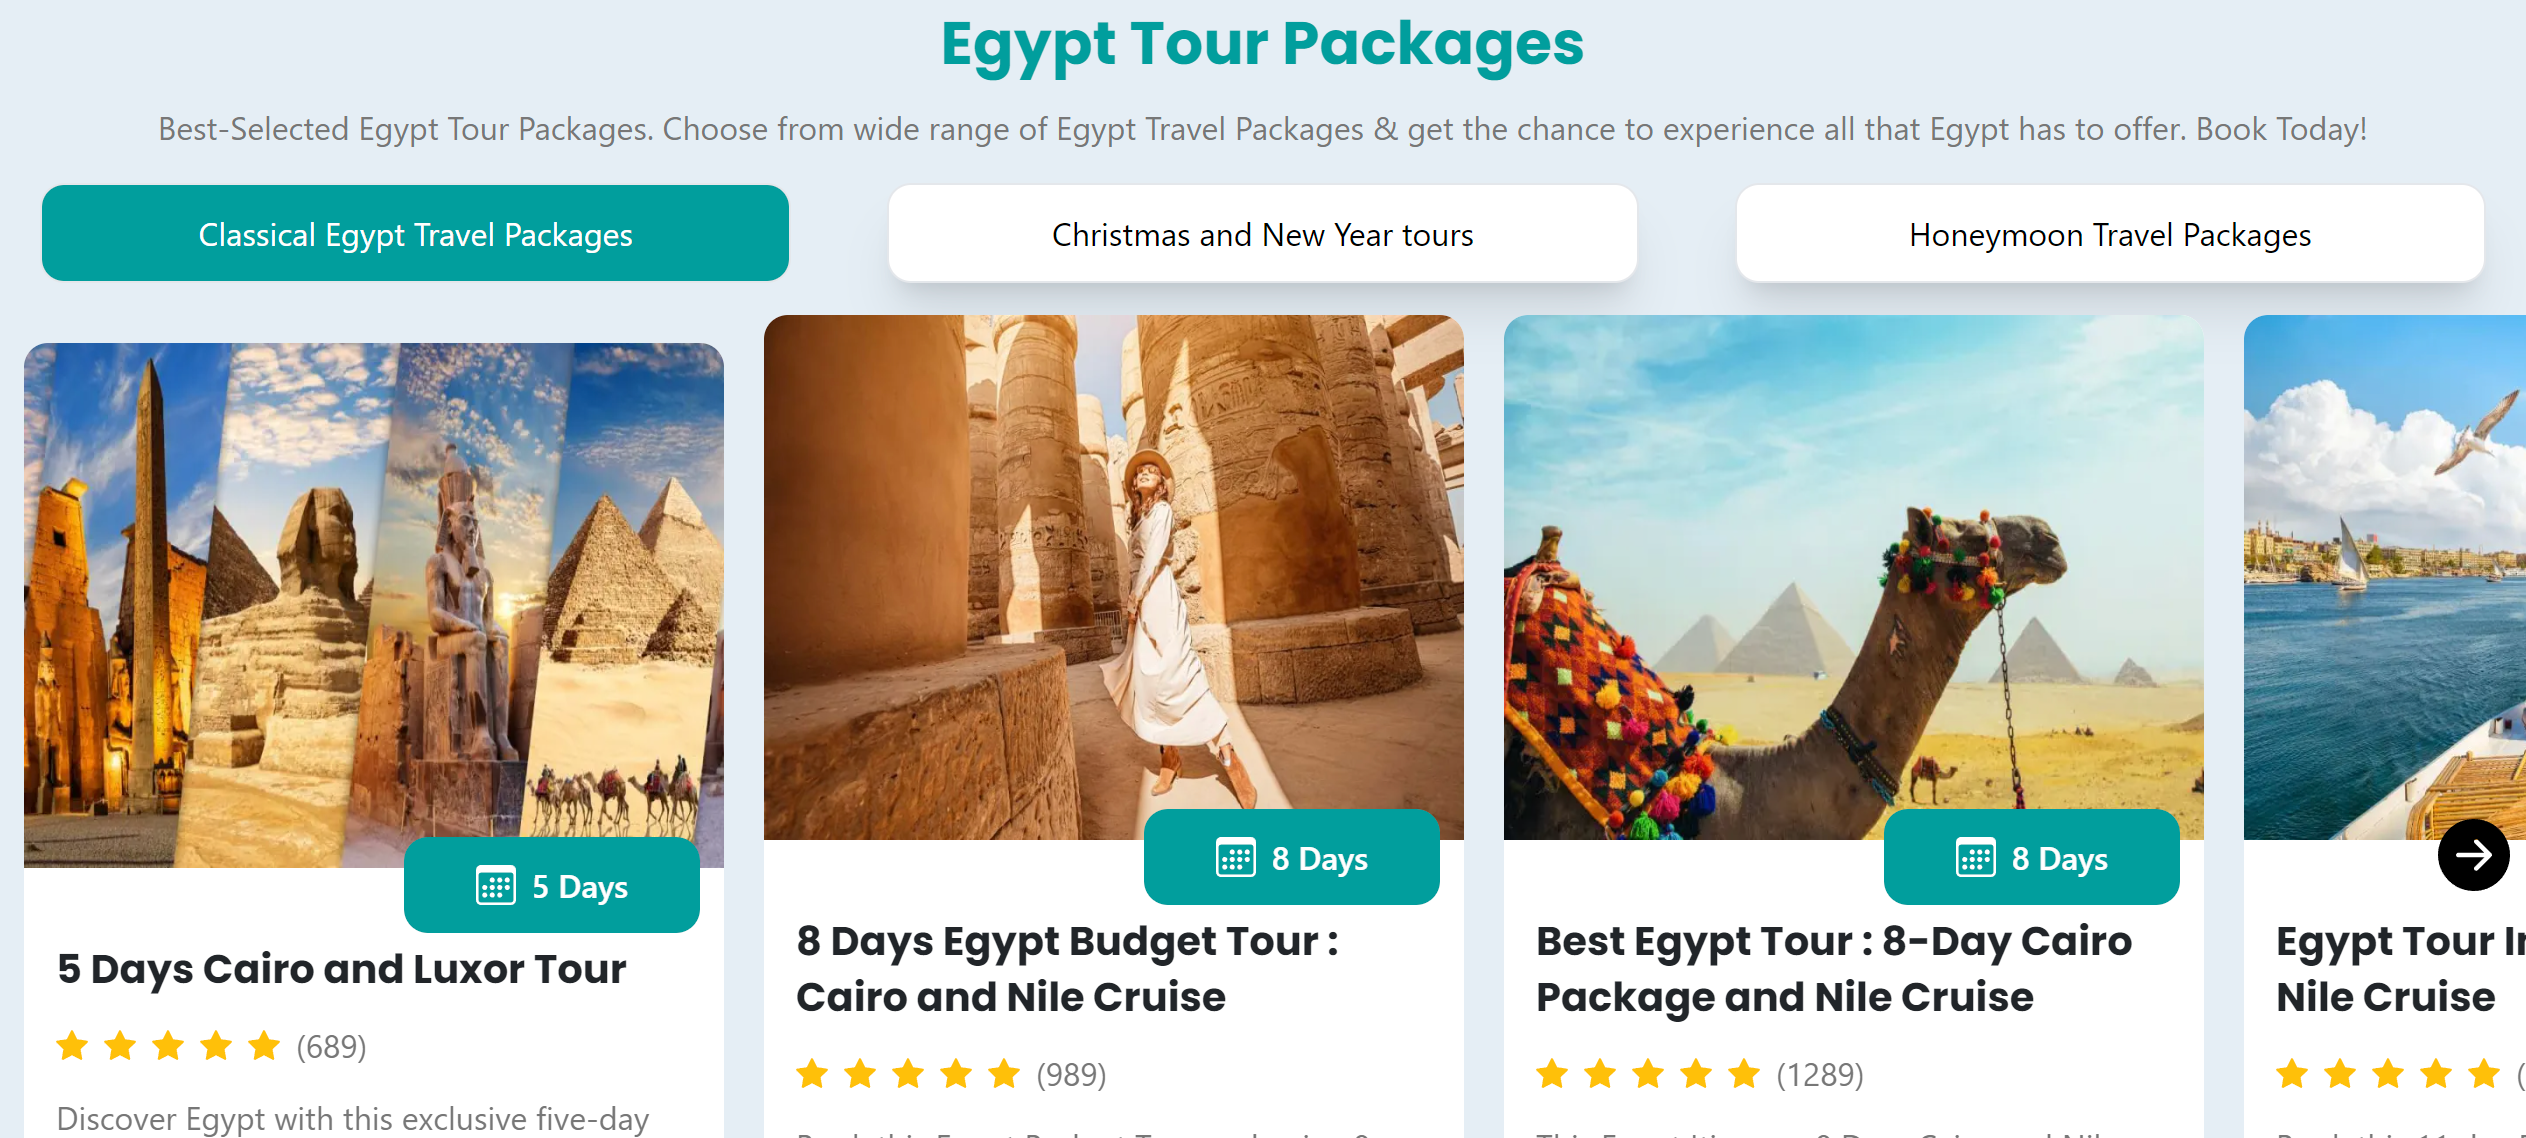 Egypt Tour Packages
Best-Selected Egypt Tour Packages. Choose from wide range of Egypt Travel Packages & get the chance to experience all that Egypt has to offer. Book Today!
Classical Egypt Travel Packages
Christmas and New Year tours
Honeymoon Travel Packages
5 Days
5 Days Cairo and Luxor Tour
(689)
Discover Egypt with this exclusive five-day
8 Days
8 Days Egypt Budget Tour :
Cairo and Nile Cruise
(989)
8 Days
Best Egypt Tour : 8-Day Cairo
Package and Nile Cruise
(1289)
Egypt Tour
Nile Cruise